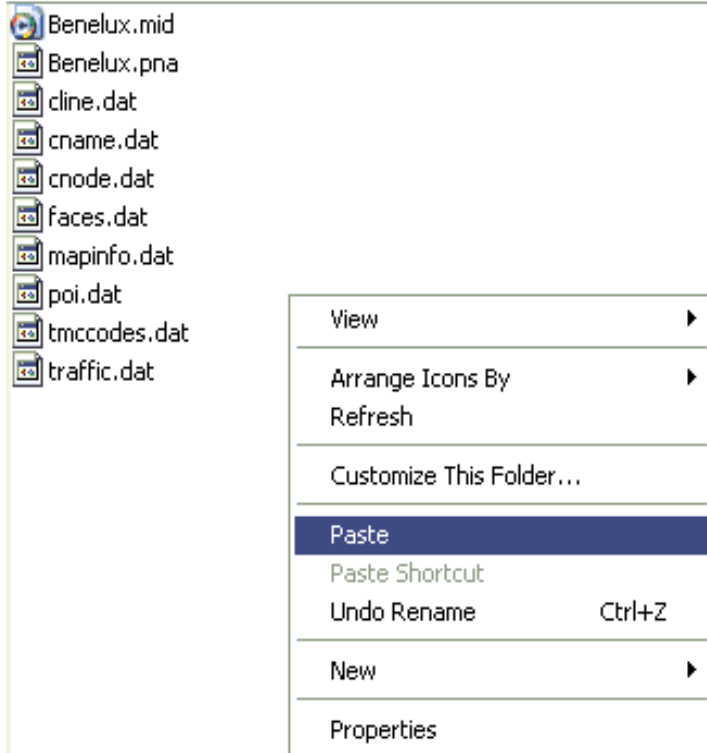 Benelux.mid
Benelux.pna
cline.dat
cname.dat
cnode.dat
faces.dat
mapinfo.dat
poi.dat
tmccodes.dat
traffic.dat
View
Arrange Icons By
Refresh
Customize This Folder...
Paste
Paste Shortcut
Undo Rename Ctrl+Z
New
Properties